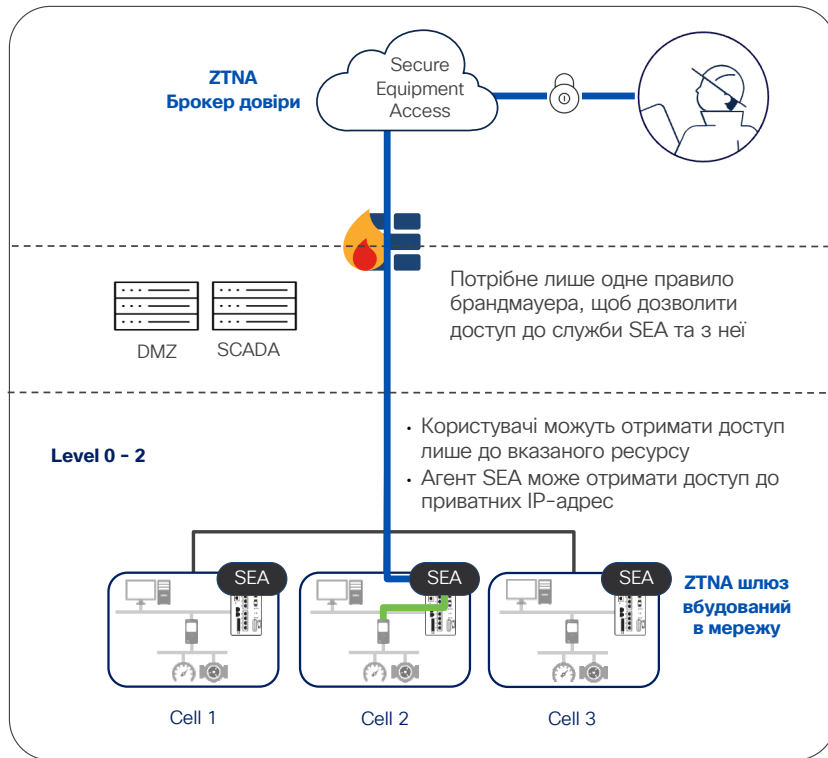 ZTNA
Брокер довіри
Secure
Equipment
Access
Потрібне лише одне правило
брандмауера, щоб дозволити
доступ до служби SEA та з неї
DMZ
SCADA
Level 0 – 2
• Користувачі можуть отримати доступ
лише до вказаного ресурсу
• Агент SEA може отримати доступ до
приватних IP-адрес
SEA
SEA
SEA
ZTNA шлюз
вбудований
в мережу
Cell 1
Cell 2
Cell 3